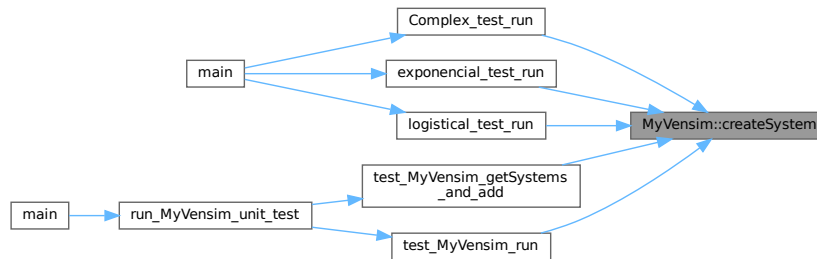 Complex_test_run
main
exponencial_test_run
logistical_test_run
MyVensim::createSystem
test_MyVensim_getSystems
_and_add
main
run_MyVensim_unit_test
test_MyVensim_run